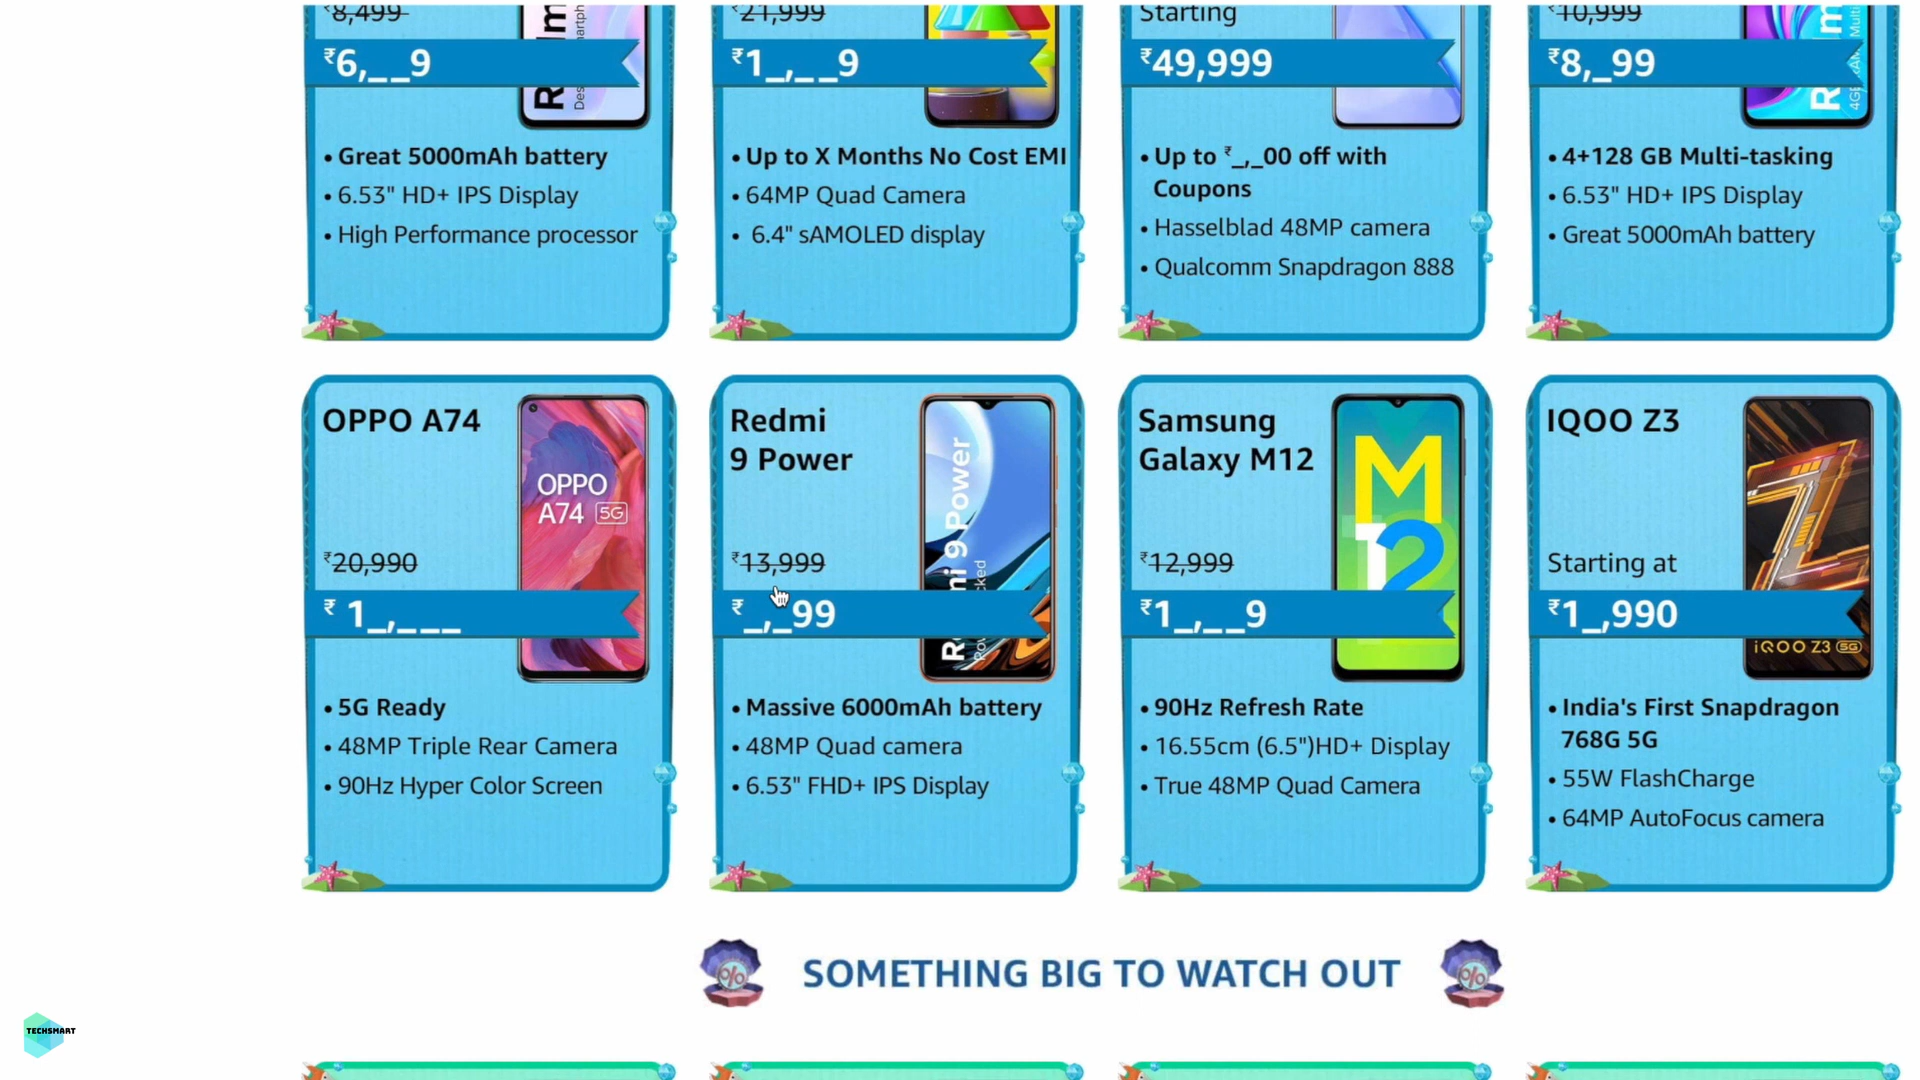 ₹8,499
₹6,__9
• Great 5000mAh battery
• 6.53" HD+ IPS Display
• High Performance processor
₹21,999
₹1_,__9
• Up to X Months No Cost EMI
• 64MP Quad Camera
• 6.4" sAMOLED display
Starting
₹49,999
• Up to ₹_,_00 off with
Coupons
• Hasselblad 48MP camera
• Qualcomm Snapdragon 888
₹10,999
₹8,_99
• 4+128 GB Multi-tasking
• 6.53" HD+ IPS Display
• Great 5000mAh battery
OPPO A74
OPPO
A74 5G
₹20,990
₹ 1_,___
• 5G Ready
• 48MP Triple Rear Camera
• 90Hz Hyper Color Screen
Redmi
9 Power
₹13,999
₹_,_99
• Massive 6000mAh battery
• 48MP Quad camera
• 6.53" FHD+ IPS Display
Samsung
Galaxy M12
M
12
₹12,999
₹1_,__9
• 90Hz Refresh Rate
• 16.55cm (6.5")HD+ Display
• True 48MP Quad Camera
IQOO Z3
Starting at
₹1_,990
iQOO Z3 5G
• India's First Snapdragon
768G 5G
• 55W FlashCharge
• 64MP AutoFocus camera
SOMETHING BIG TO WATCH OUT
TECHSMART